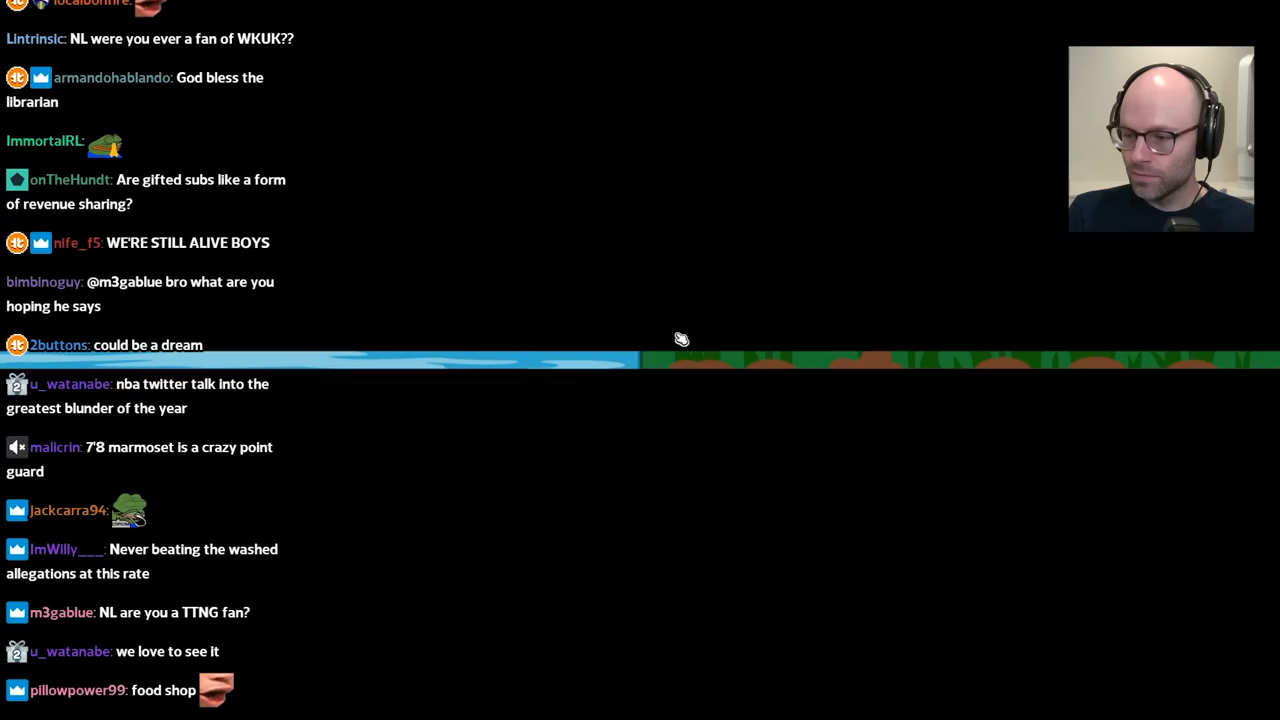 localbonfire:
Lintrinsic: NL were you ever a fan of WKUK??
armandohablando: God bless the
librarian
ImmortalRL:
onTheHundt: Are gifted subs like a form
of revenue sharing?
nife_f5: WE'RE STILL ALIVE BOYS
bimbinoguy: @m3gablue bro what are you
hoping he says
2buttons: could be a dream
u_watanabe: nba twitter talk into the
greatest blunder of the year
mallcrin: 7'8 marmoset is a crazy point
guard
jackcarra94:
ImWilly___: Never beating the washed
allegations at this rate
m3gablue: NL are you a TTNG fan?
u_watanabe: we love to see it
pillowpower99: food shop